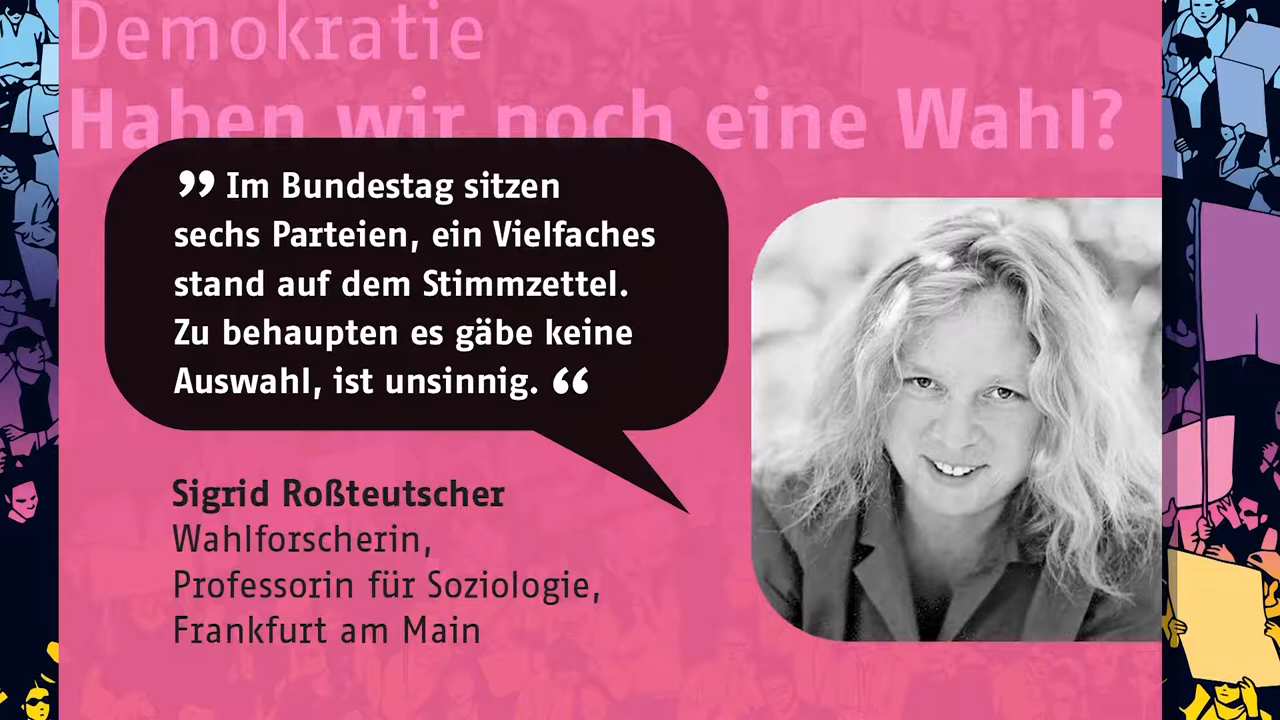 Demokratie
Haben wir noch eine Wahl?
” Im Bundestag sitzen
sechs Parteien, ein Vielfaches
stand auf dem Stimmzettel.
Zu behaupten es gäbe keine
Auswahl, ist unsinnig. “
Sigrid Roßteutscher
Wahlforscherin,
Professorin für Soziologie,
Frankfurt am Main